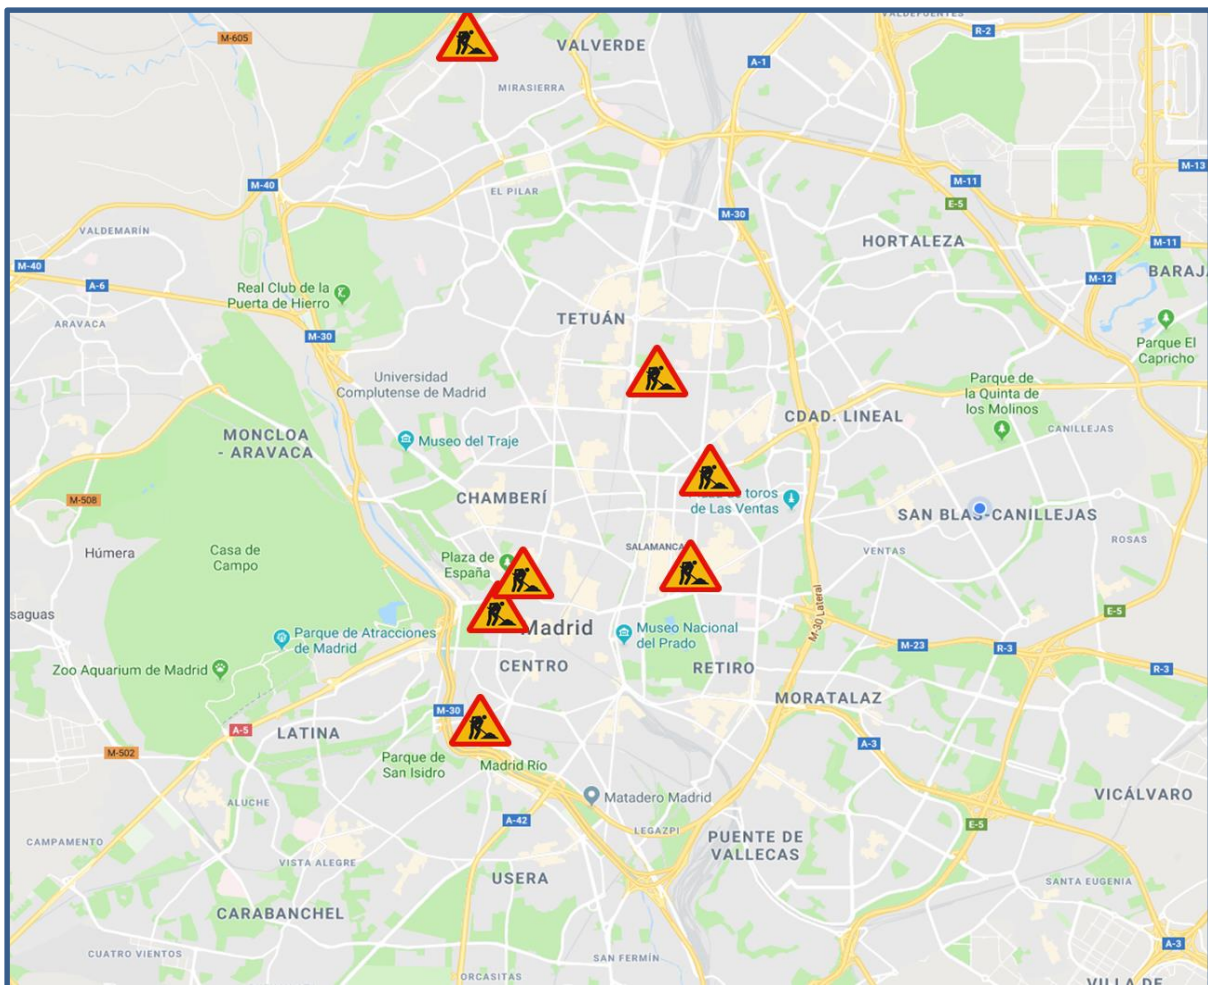 VALDEFUENTES
M-605
R-2
VALVERDE
A-1
MIRASIERRA
M-13
M-40
EL PILAR
M-11
E-5
M-30
VALDEMARÍN
HORTALEZA
M-11
M-40
BARAJA
A-6
M-12
Real Club de la
Puerta de Hierro
TETUÁN
ARAVACA
M-30
Parque El
Capricho
Universidad
Complutense de Madrid
Parque de
la Quinta de
los Molinos
CDAD. LINEAL
CANILLEJAS
MONCLOA
- ARAVACA
Museo del Traje
M-508
CHAMBERÍ
de toros
de Las Ventas
SAN BLAS-CANILLEJAS
ROSAS
Húmera
Casa de
Campo
Plaza de
España
SALAMANCA
VENTAS
saguas
M-30 Lateral
E-5
Parque de Atracciones
de Madrid
Madrid
Museo Nacional
del Prado
M-23
R-3
R-3
Zoo Aquarium de Madrid
CENTRO
RETIRO
MORATALAZ
M-30
A-5
LATINA
M-502
A-3
Parque de
San Isidro
Madrid Río
Matadero Madrid
VICÁLVARO
ALUCHE
A-42
E-5
LEGAZPI
CAMPAMENTO
PUENTE DE
VALLECAS
VISTA ALEGRE
USERA
SANTA EUGENIA
CARABANCHEL
CUATRO VIENTOS
SAN FERMÍN
A-3
ORCASITAS
VILLA DE